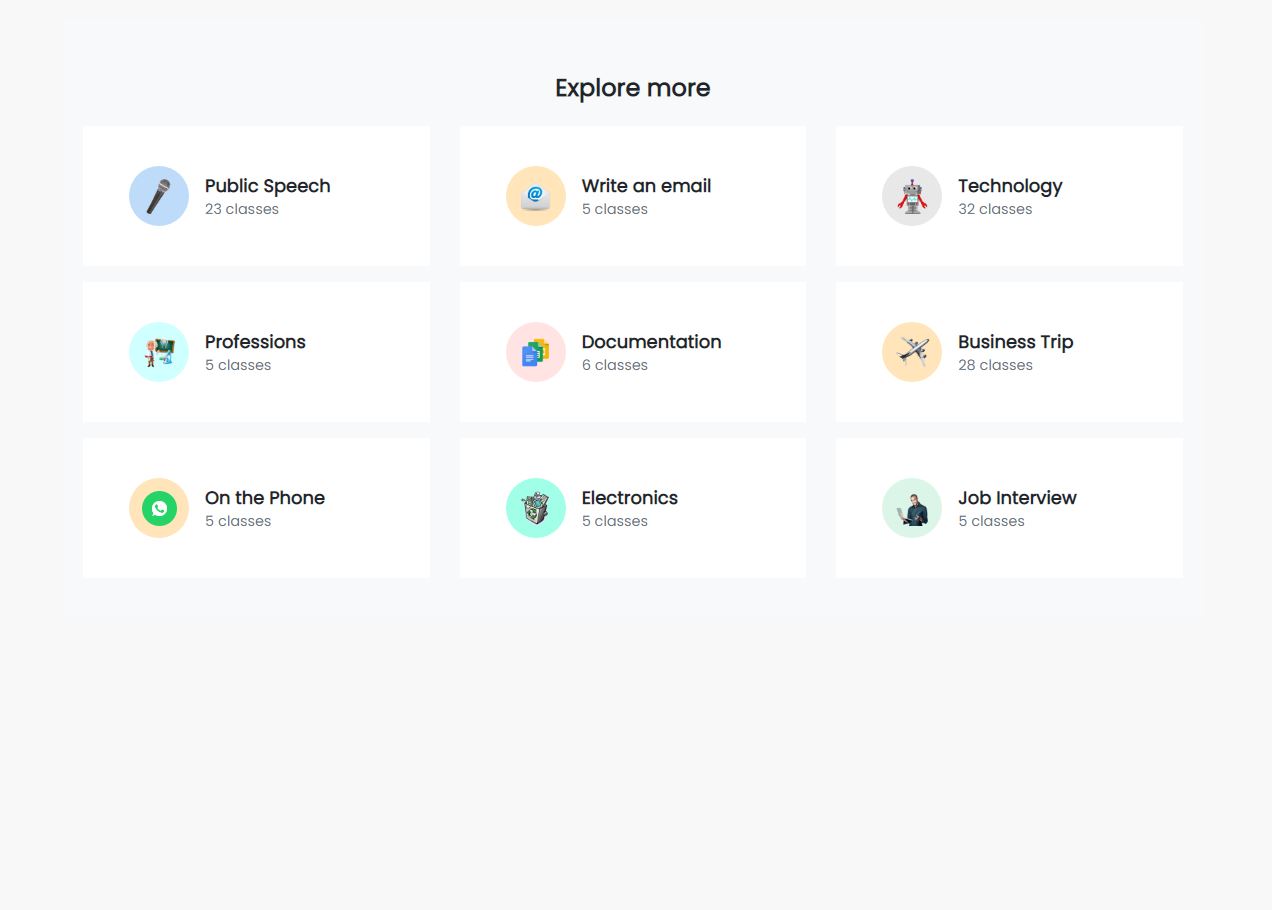 Explore more
Public Speech
23 classes
Write an email
5 classes
Technology
32 classes
Professions
5 classes
Documentation
6 classes
Business Trip
28 classes
On the Phone
5 classes
Electronics
5 classes
Job Interview
5 classes